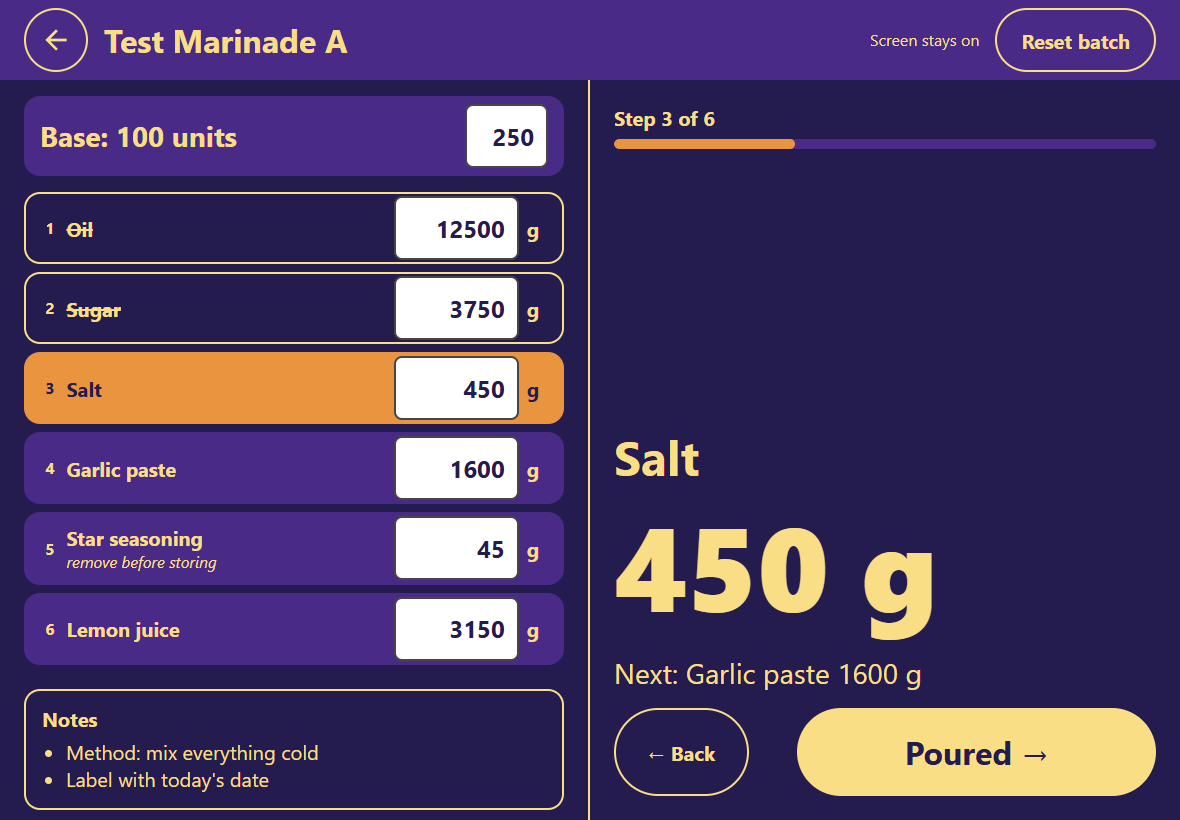 Test Marinade A
Screen stays on
Reset batch
Base: 100 units
250
1 Oil 12500 g
2 Sugar 3750 g
3 Salt 450 g
4 Garlic paste 1600 g
5 Star seasoning 45 g
remove before storing
6 Lemon juice 3150 g
Notes
• Method: mix everything cold
• Label with today's date
Step 3 of 6
Salt
450 g
Next: Garlic paste 1600 g
← Back
Poured →